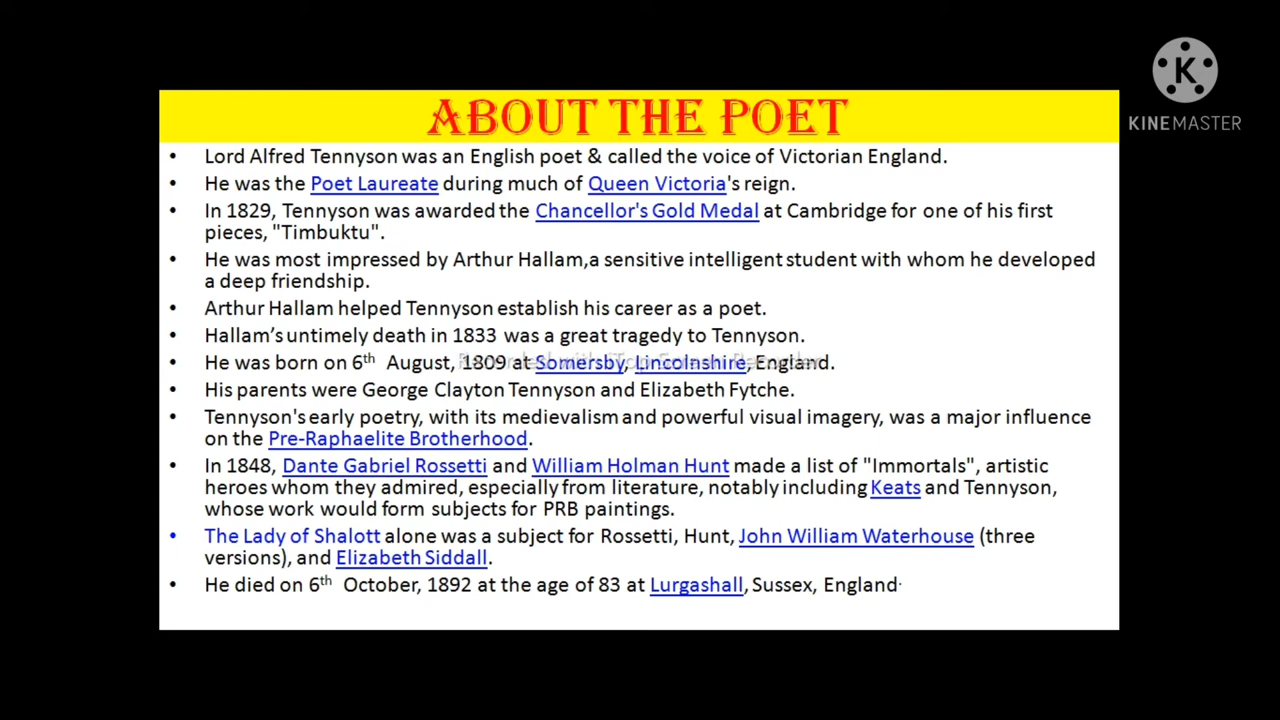 K
KINEMASTER
ABOUT THE POET
• Lord Alfred Tennyson was an English poet & called the voice of Victorian England.
• He was the Poet Laureate during much of Queen Victoria's reign.
• In 1829, Tennyson was awarded the Chancellor's Gold Medal at Cambridge for one of his first
pieces, "Timbuktu".
• He was most impressed by Arthur Hallam,a sensitive intelligent student with whom he developed
a deep friendship.
• Arthur Hallam helped Tennyson establish his career as a poet.
• Hallam’s untimely death in 1833 was a great tragedy to Tennyson.
• He was born on 6th August, 1809 at Somersby, Lincolnshire, England.
Recorded with iTop Screen Recorder
• His parents were George Clayton Tennyson and Elizabeth Fytche.
• Tennyson's early poetry, with its medievalism and powerful visual imagery, was a major influence
on the Pre-Raphaelite Brotherhood.
• In 1848, Dante Gabriel Rossetti and William Holman Hunt made a list of "Immortals", artistic
heroes whom they admired, especially from literature, notably including Keats and Tennyson,
whose work would form subjects for PRB paintings.
• The Lady of Shalott alone was a subject for Rossetti, Hunt, John William Waterhouse (three
versions), and Elizabeth Siddall.
• He died on 6th October, 1892 at the age of 83 at Lurgashall, Sussex, England.